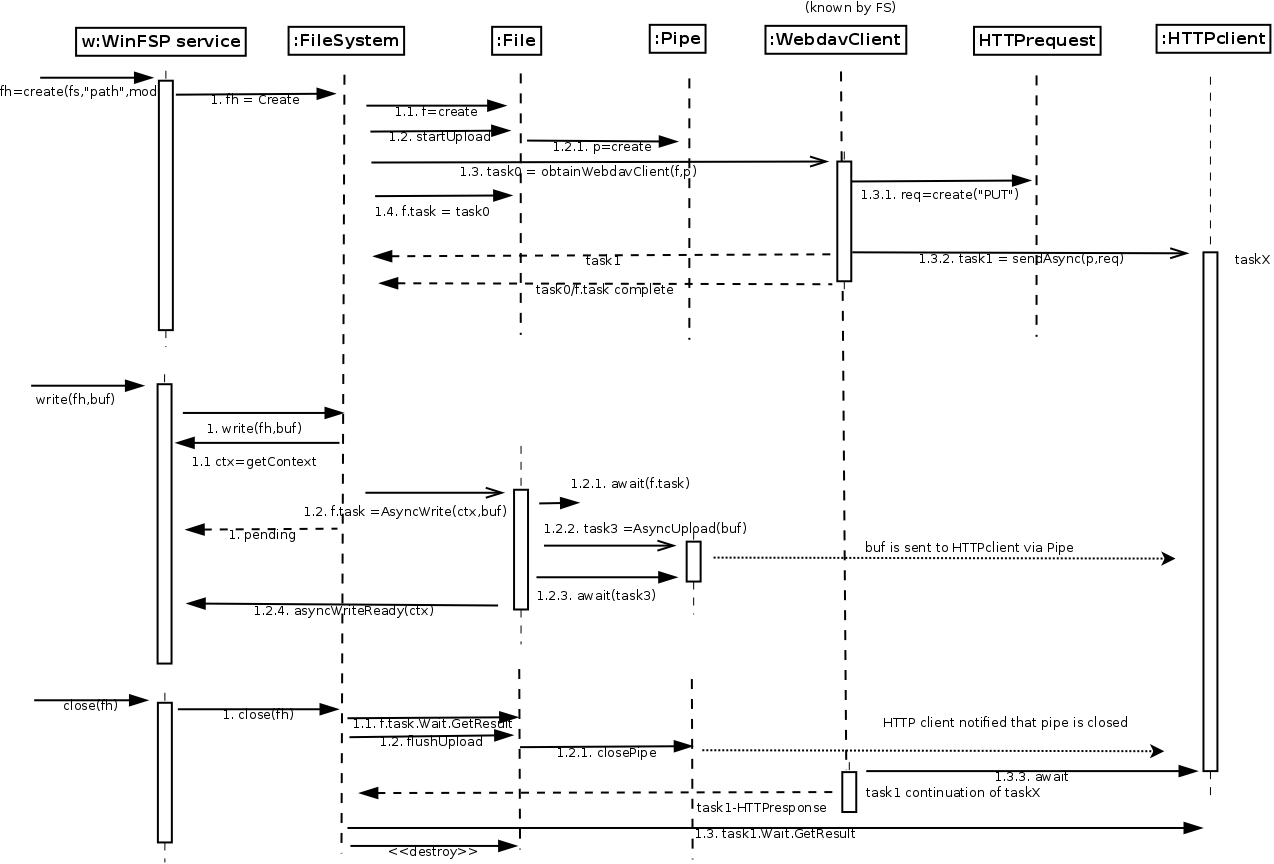 (known by FS)
w:WinFSP service
:FileSystem
:File
:Pipe
:WebdavClient
HTTPrequest
:HTTPclient
fh=create(fs,"path",mod
1. fh = Create
1.1. f=create
1.2. startUpload
1.2.1. p=create
1.3. task0 = obtainWebdavClient(f,p)
1.3.1. req=create("PUT")
1.4. f.task = task0
task1
1.3.2. task1 = sendAsync(p,req)
taskX
task0/f.task complete
write(fh,buf)
1. write(fh,buf)
1.1 ctx=getContext
1.2.1. await(f.task)
1.2. f.task =AsyncWrite(ctx,buf)
1.2.2. task3 =AsyncUpload(buf)
1. pending
buf is sent to HTTPclient via Pipe
1.2.3. await(task3)
1.2.4. asyncWriteReady(ctx)
close(fh)
1. close(fh)
1.1. f.task.Wait.GetResult
HTTP client notified that pipe is closed
1.2. flushUpload
1.2.1. closePipe
1.3.3. await
task1 continuation of taskX
task1-HTTPresponse
1.3. task1.Wait.GetResult
<<destroy>>